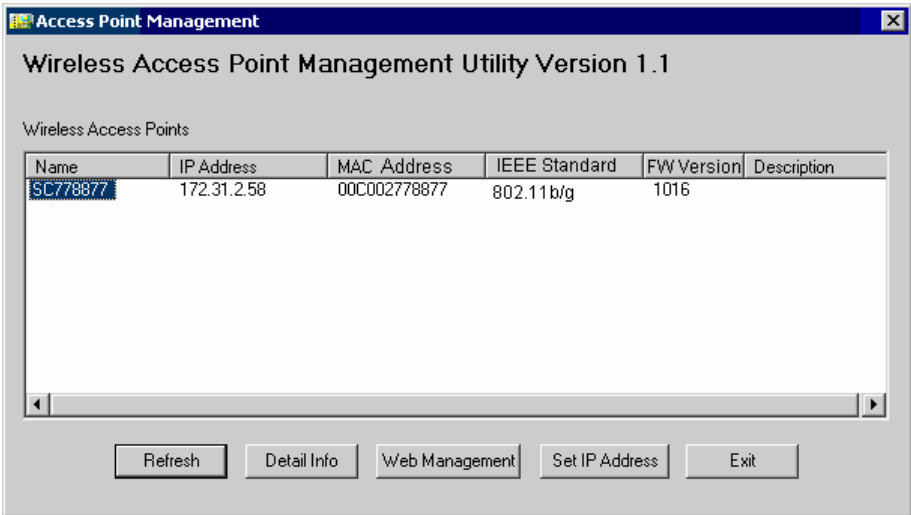 Access Point Management
Wireless Access Point Management Utility Version 1.1
Wireless Access Points
Name IP Address MAC Address IEEE Standard FW Version Description
SC778877 172.31.2.58 00C002778877 802.11b/g 1016
Refresh Detail Info Web Management Set IP Address Exit